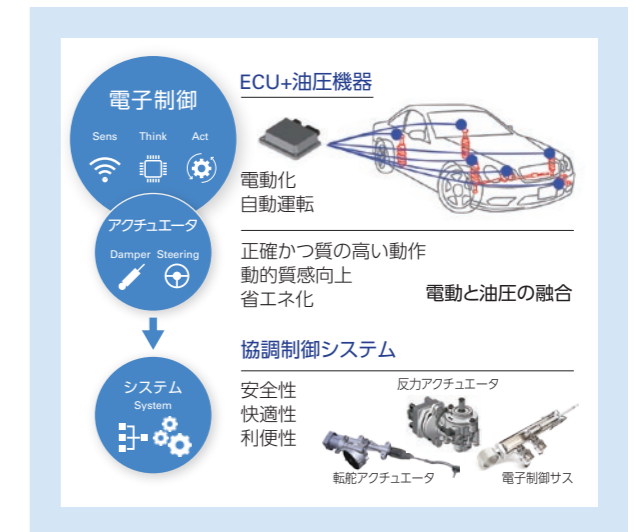 電子制御
Sens Think Act
アクチュエータ
Damper Steering
システム
System
ECU+油圧機器
電動化
自動運転
正確かつ質の高い動作
動的質感向上
省エネ化
電動と油圧の融合
協調制御システム
安全性
快適性
利便性
反力アクチュエータ
転舵アクチュエータ
電子制御サス